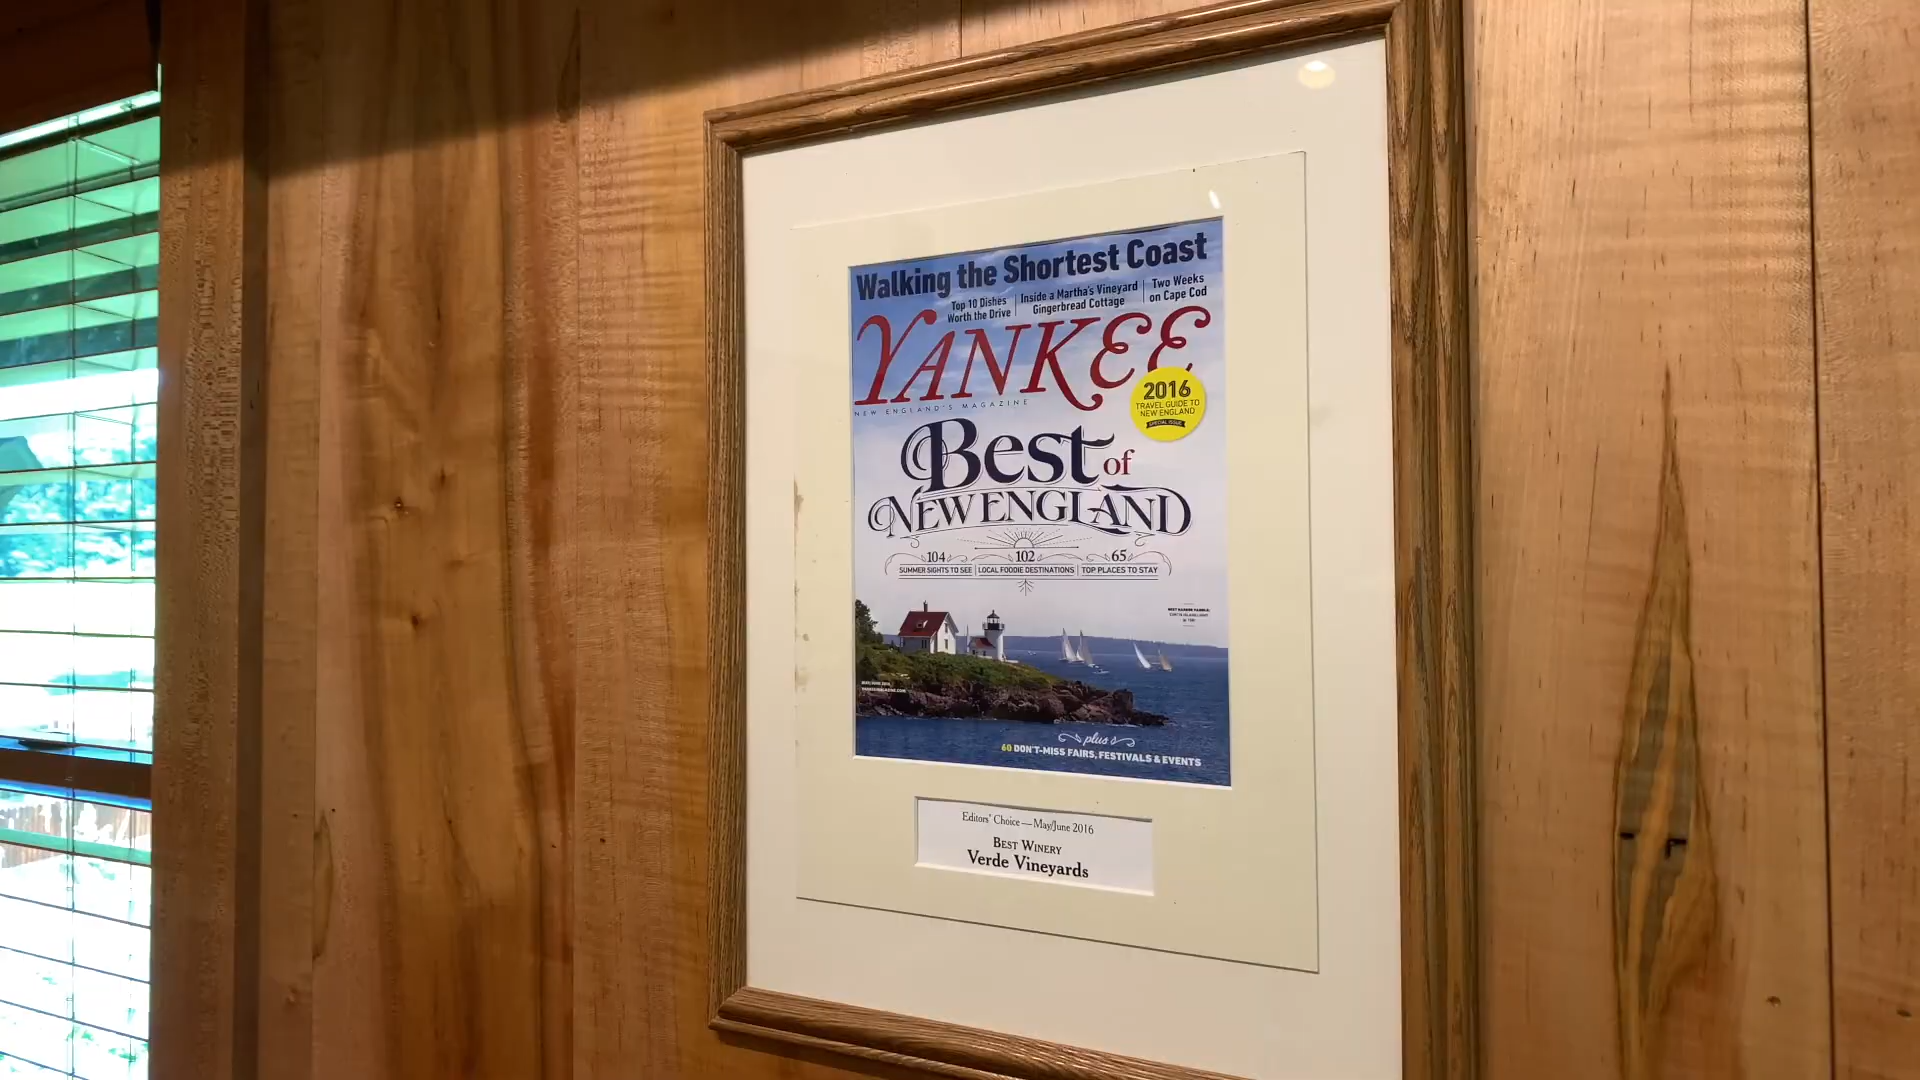 Walking the Shortest Coast
Top 10 Dishes
Worth the Drive
Inside a Martha's Vineyard
Gingerbread Cottage
Two Weeks
on Cape Cod
YANKEE
NEW ENGLAND'S MAGAZINE
2016
TRAVEL GUIDE TO
NEW ENGLAND
SPECIAL ISSUE
Best of
NEW ENGLAND
104
SUMMER SIGHTS TO SEE
102
LOCAL FOODIE DESTINATIONS
65
TOP PLACES TO STAY
plus
60 DON'T-MISS FAIRS, FESTIVALS & EVENTS
Editors' Choice — May/June 2016
BEST WINERY
Verde Vineyards